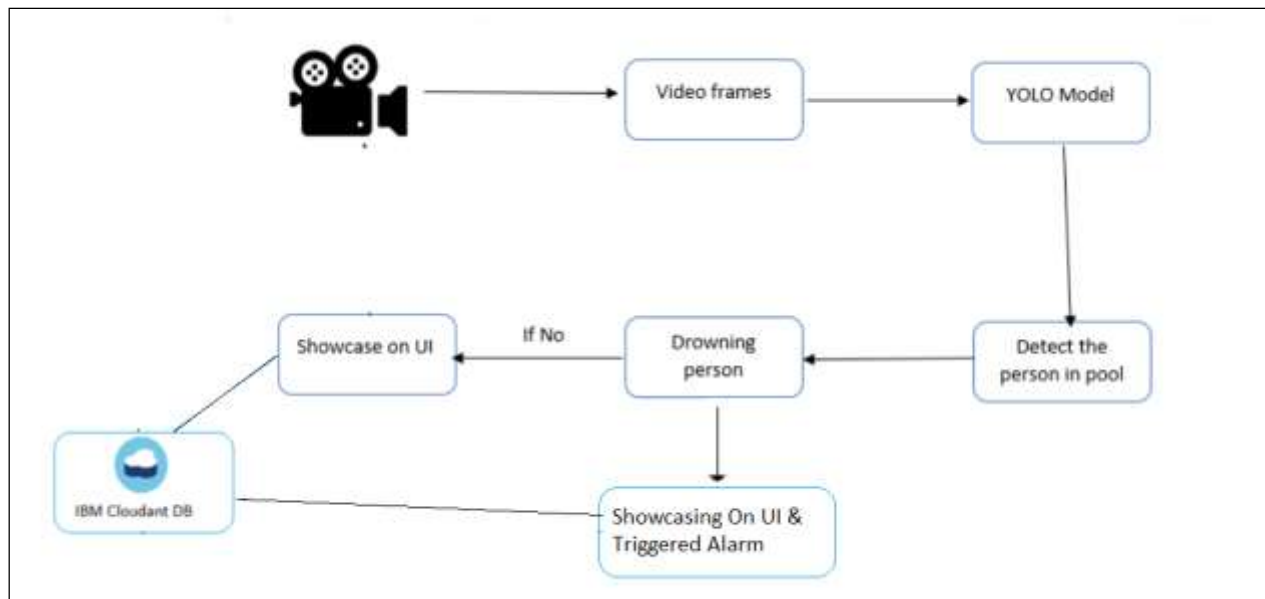 Video frames
YOLO Model
Detect the
person in pool
Drowning
person
If No
Showcase on UI
IBM Cloudant DB
Showcasing On UI &
Triggered Alarm